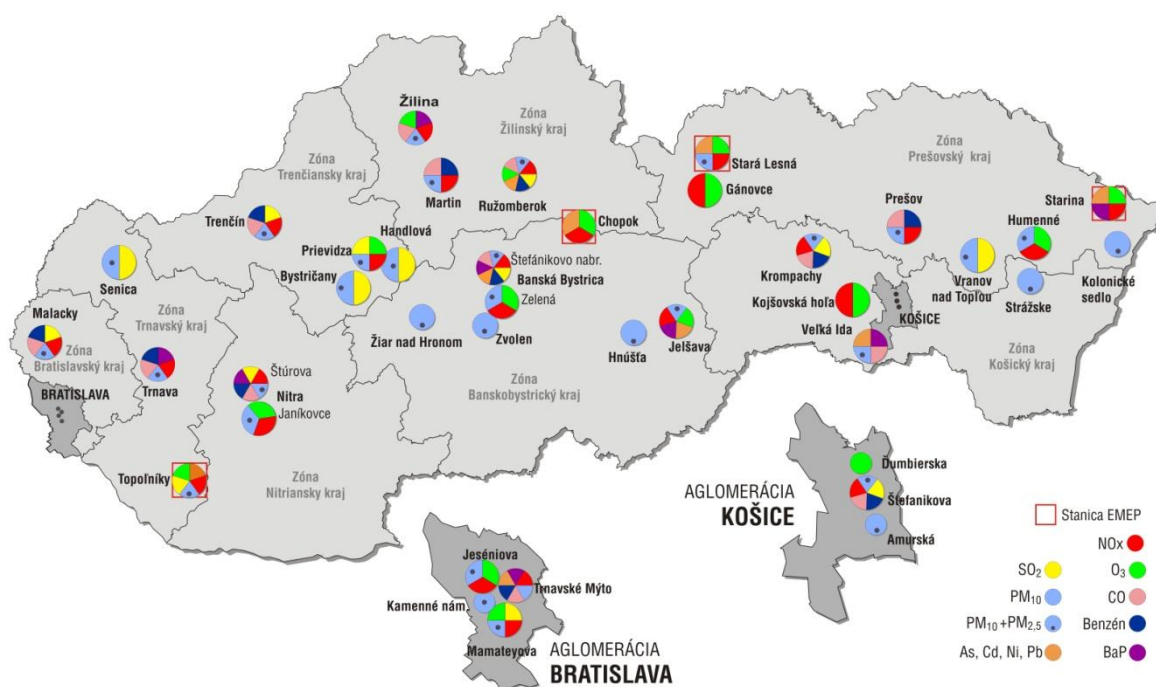 Žilina
Zóna
Žilinský kraj
Zóna
Trenčiansky kraj
Martin
Ružomberok
Stará Lesná
Gánovce
Zóna
Prešovský kraj
Prešov
Starina
Humenné
Trenčín
Handlová
Prievidza
Bystričany
Chopok
Senica
Štefánikovo nabr.
Banská Bystrica
Zelená
Krompachy
Vranov
nad Topľou
Strážske
Kolonické
sedlo
Malacky
Zóna
Trnavský kraj
Zóna
Bratislavský kraj
Žiar nad Hronom
Zvolen
Hnúšťa
Jelšava
Kojšovská hoľa
KOŠICE
Veľká Ida
Zóna
Košický kraj
Trnava
BRATISLAVA
Štúrova
Nitra
Janíkovce
Zóna
Banskobystrický kraj
Topoľníky
Zóna
Nitriansky kraj
AGLOMERÁCIA
KOŠICE
Ďumbierska
Štefanikova
Amurská
Jeséniova
Trnavské Mýto
Kamenné nám.
Mamateyova
AGLOMERÁCIA
BRATISLAVA
Stanica EMEP
NOx
SO2
O3
PM10
CO
PM10+PM2,5
Benzén
As, Cd, Ni, Pb
BaP